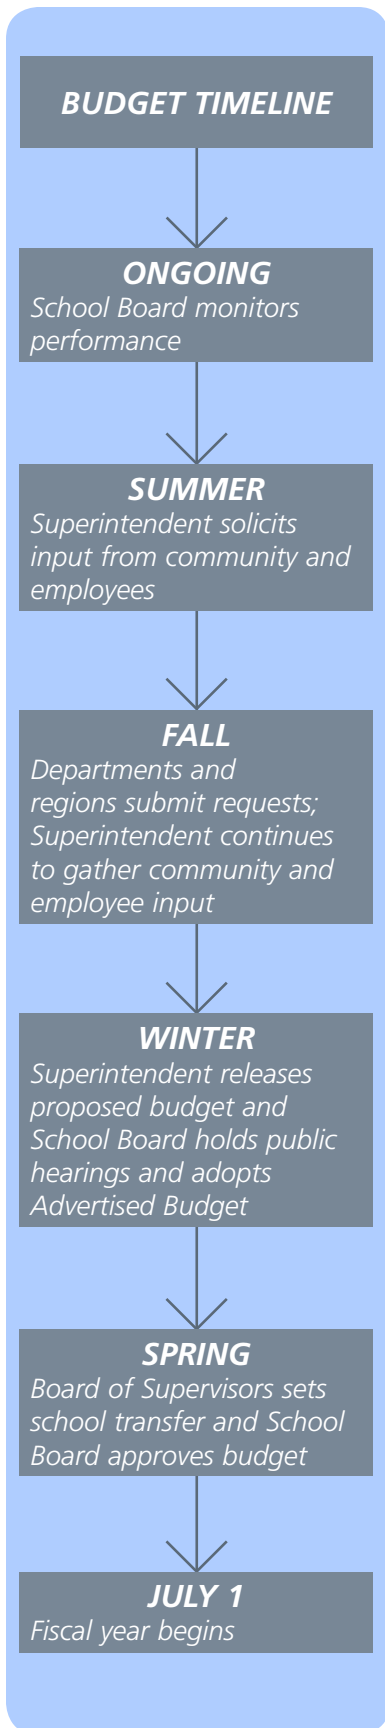 BUDGET TIMELINE
ONGOING
School Board monitors
performance
SUMMER
Superintendent solicits
input from community and
employees
FALL
Departments and
regions submit requests;
Superintendent continues
to gather community and
employee input
WINTER
Superintendent releases
proposed budget and
School Board holds public
hearings and adopts
Advertised Budget
SPRING
Board of Supervisors sets
school transfer and School
Board approves budget
JULY 1
Fiscal year begins